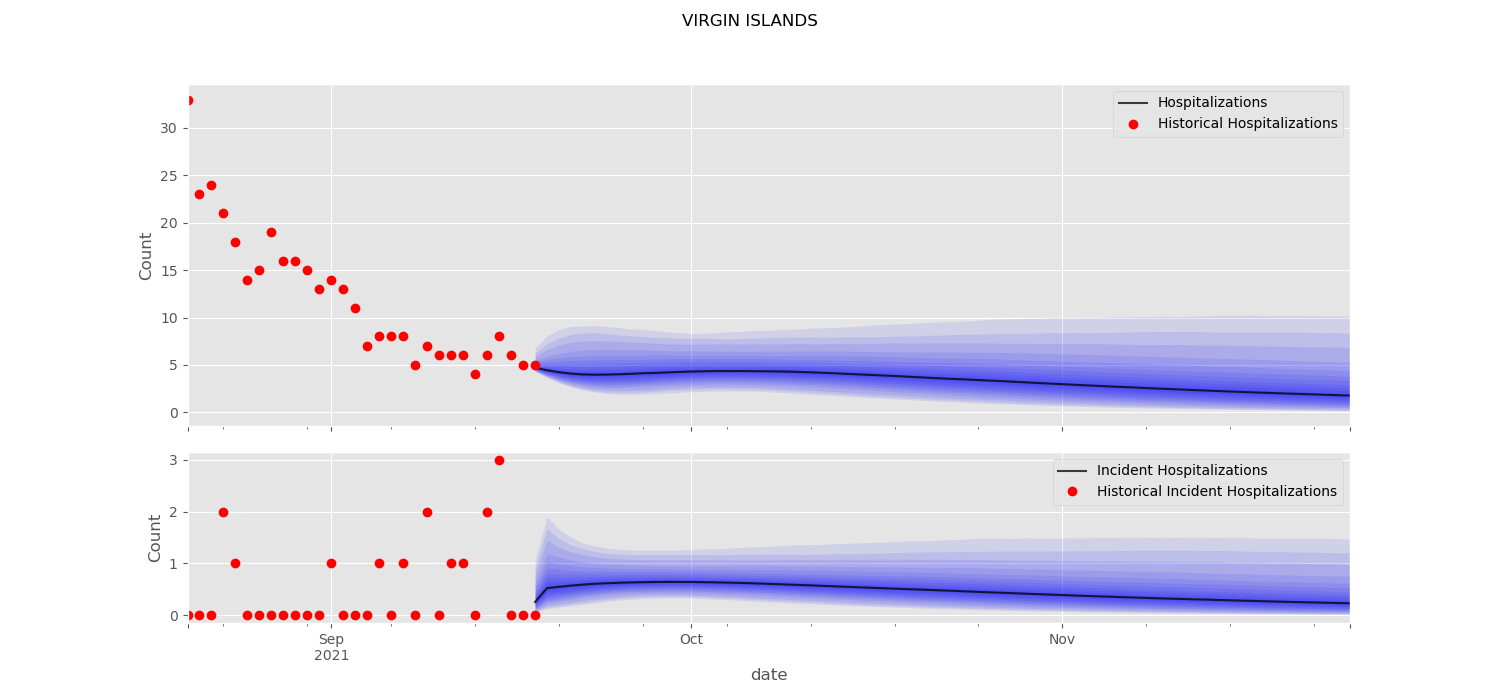 VIRGIN ISLANDS
Hospitalizations
Historical Hospitalizations
30
25
20
15
10
5
0
Count
Incident Hospitalizations
Historical Incident Hospitalizations
3
2
1
0
Count
Sep
2021
Oct
Nov
date